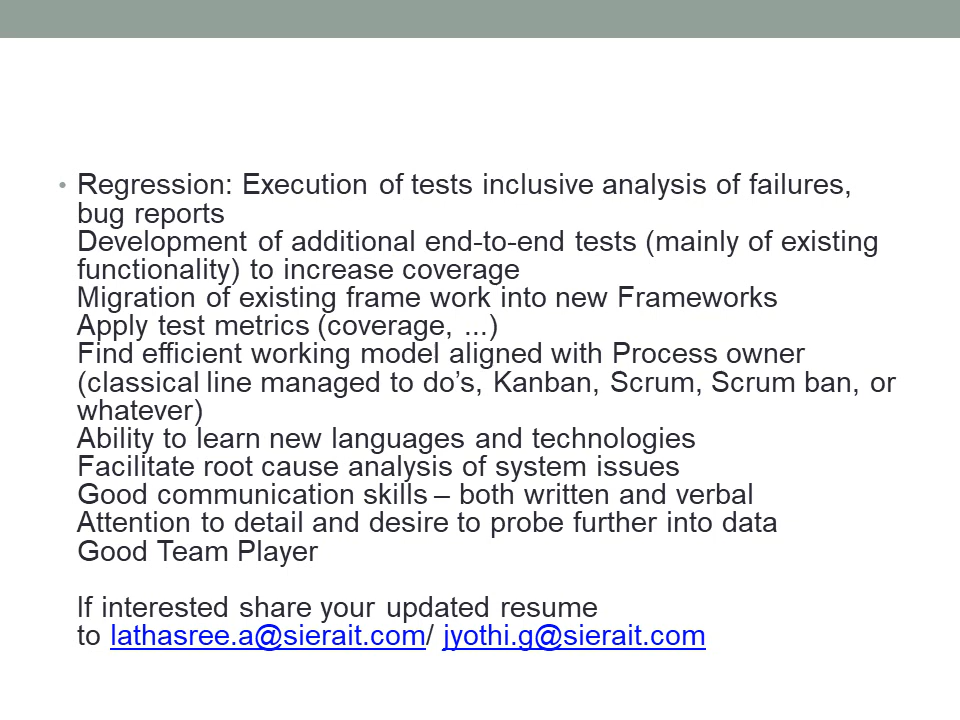 • Regression: Execution of tests inclusive analysis of failures,
bug reports
Development of additional end-to-end tests (mainly of existing
functionality) to increase coverage
Migration of existing frame work into new Frameworks
Apply test metrics (coverage, ...)
Find efficient working model aligned with Process owner
(classical line managed to do’s, Kanban, Scrum, Scrum ban, or
whatever)
Ability to learn new languages and technologies
Facilitate root cause analysis of system issues
Good communication skills – both written and verbal
Attention to detail and desire to probe further into data
Good Team Player
If interested share your updated resume
to lathasree.a@sierait.com/ jyothi.g@sierait.com